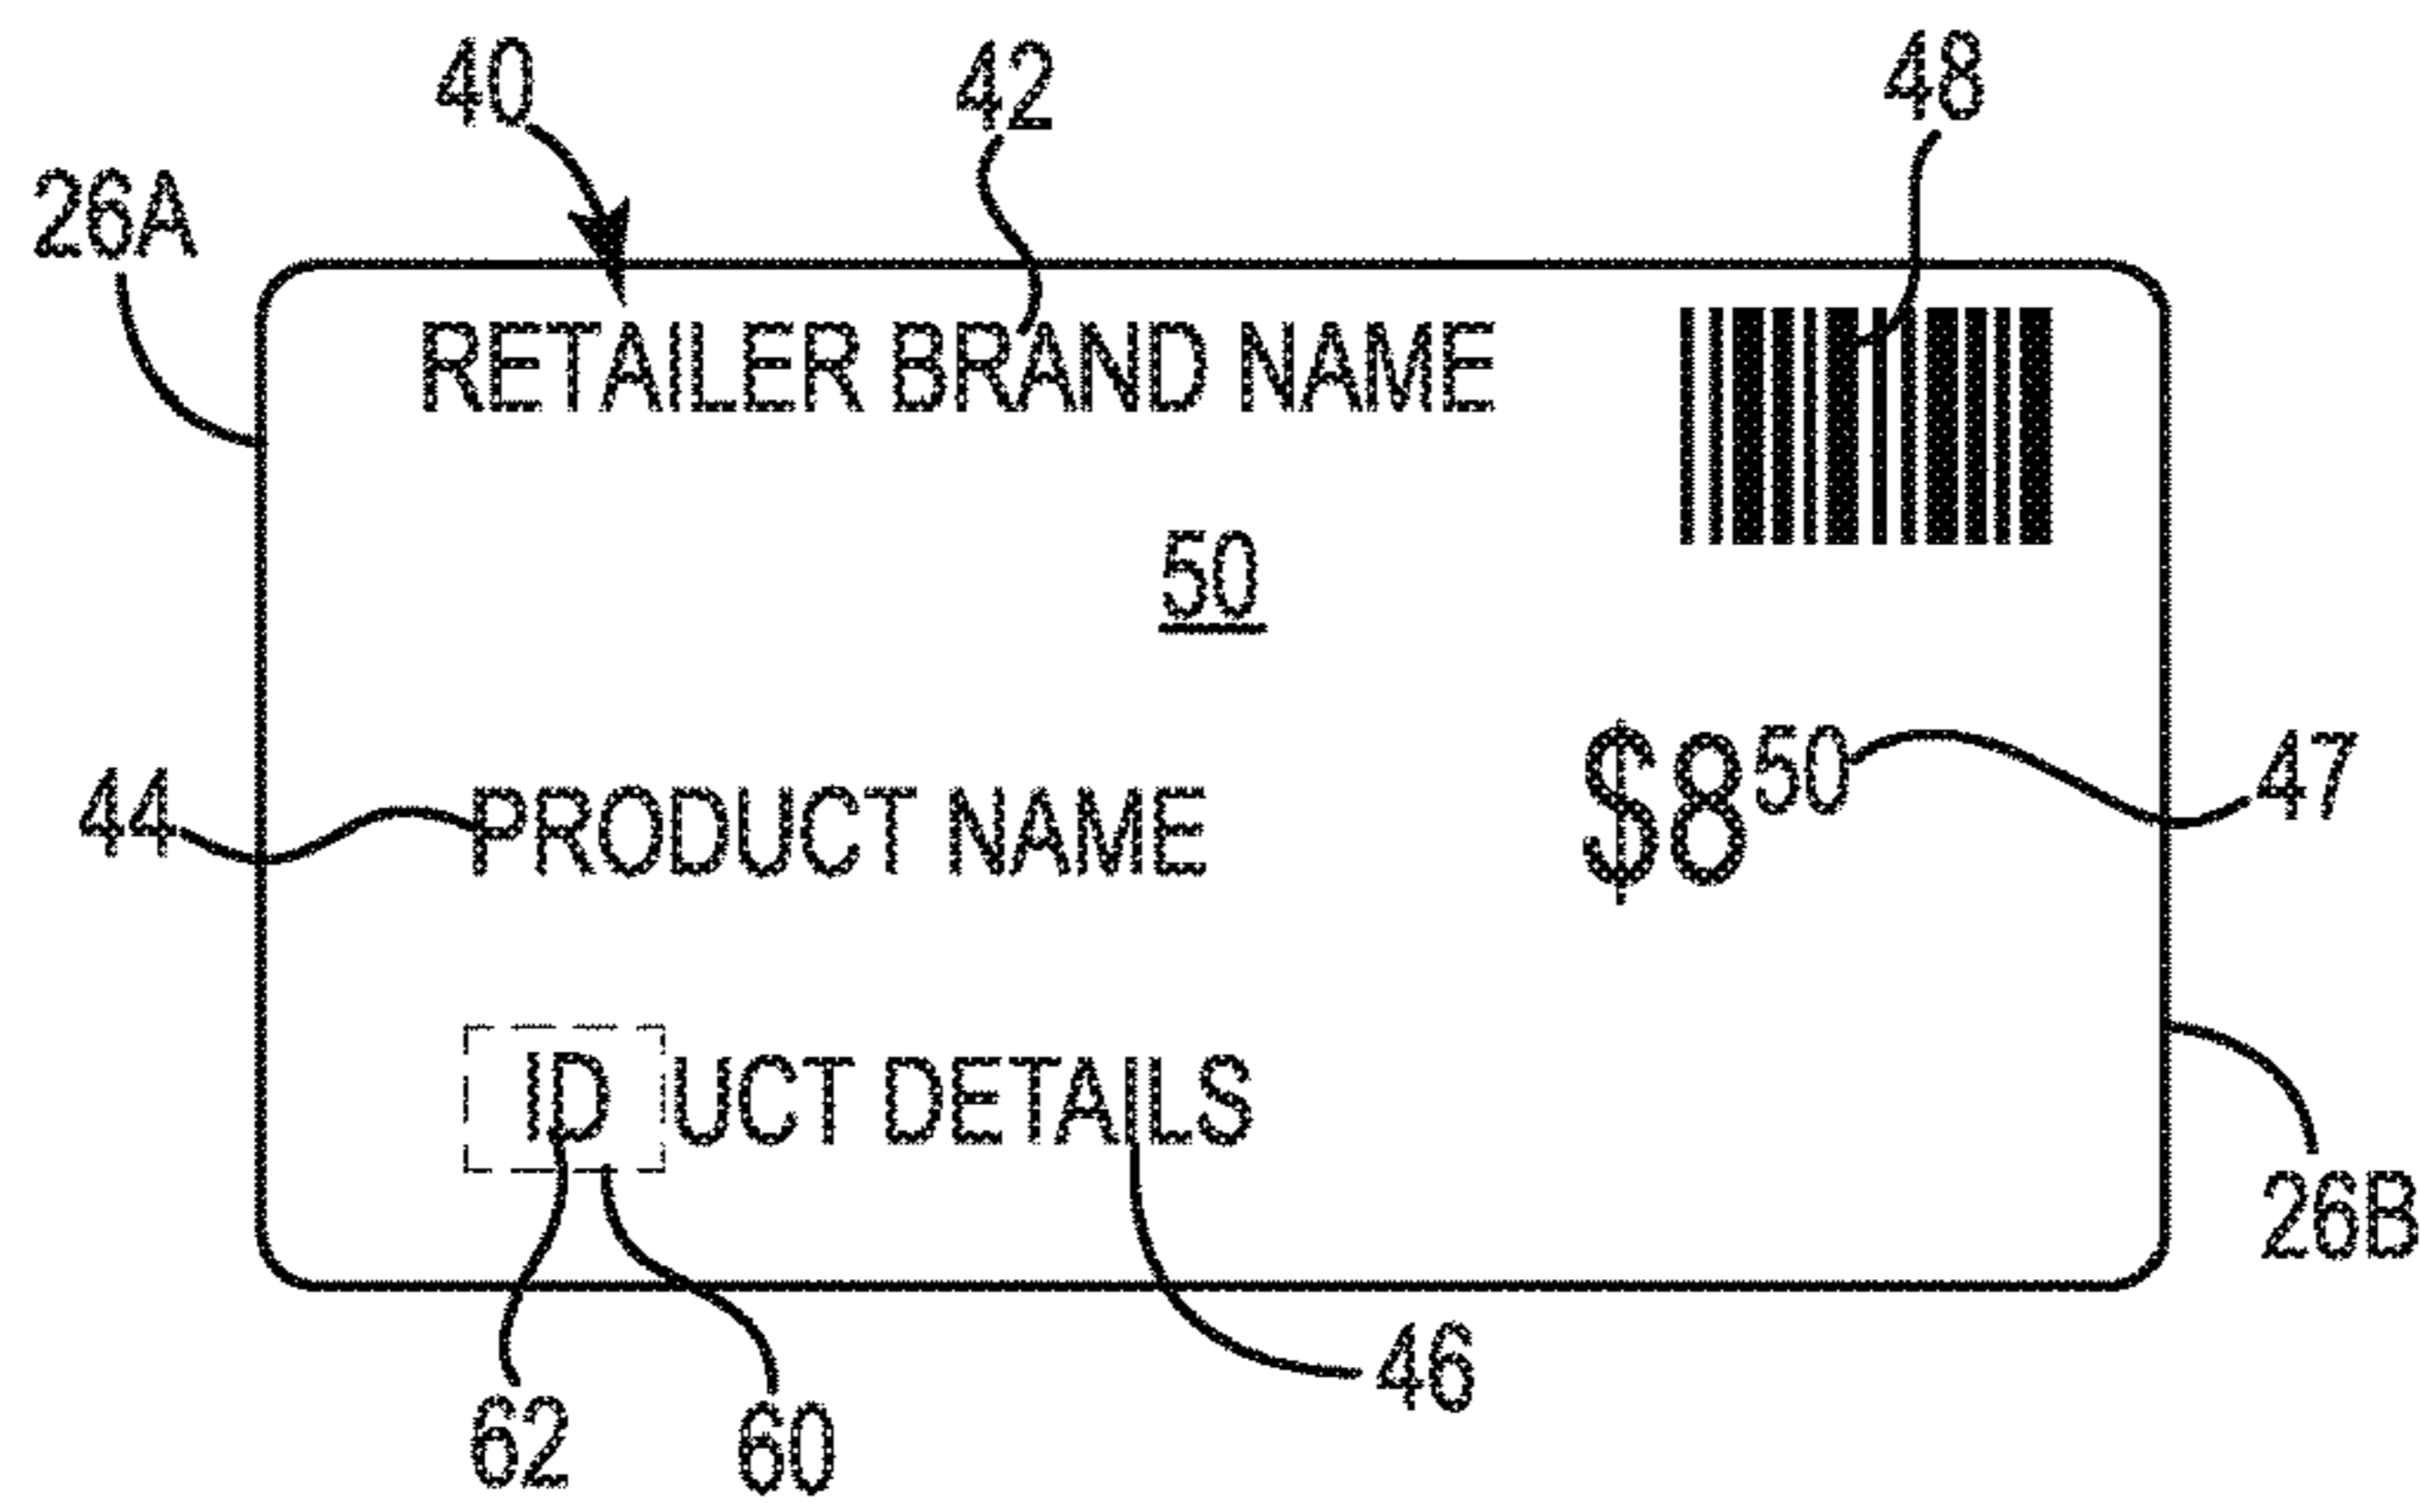 40 42 48
26A
RETAILER BRAND NAME
50
44 PRODUCT NAME $8⁵⁰ 47
ID UCT DETAILS
26B
46
62 60